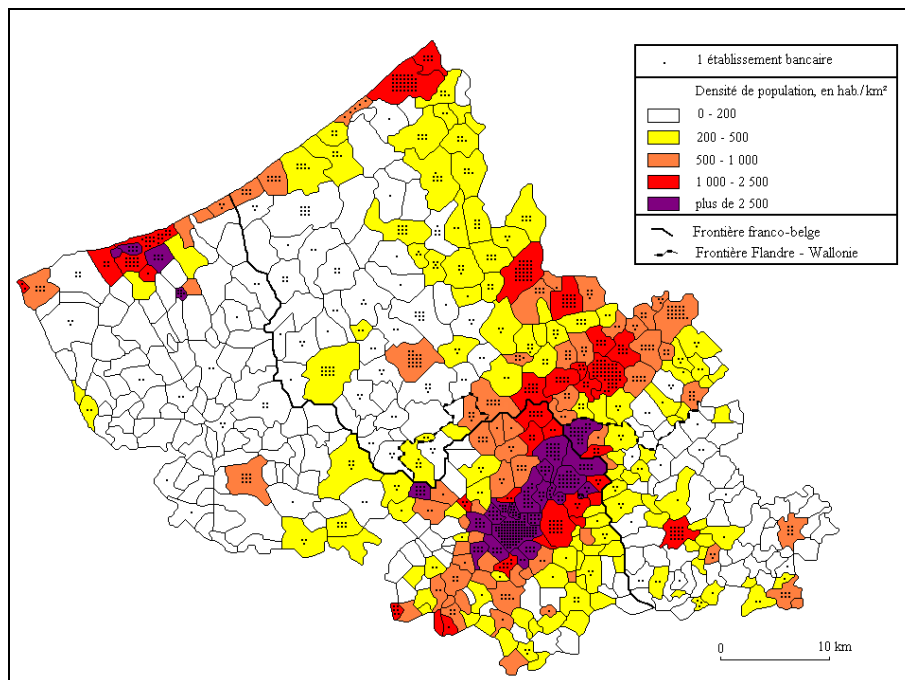 1 établissement bancaire
Densité de population, en hab./km²
0 - 200
200 - 500
500 - 1 000
1 000 - 2 500
plus de 2 500
Frontière franco-belge
Frontière Flandre - Wallonie
0 10 km